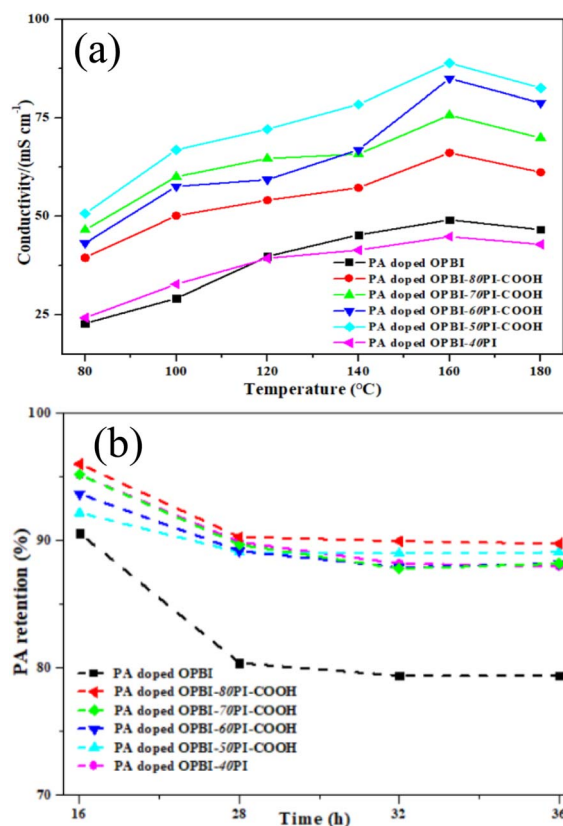 (a)
Conductivity/(mS cm⁻¹)
100
75
50
25
PA doped OPBI
PA doped OPBI-80PI-COOH
PA doped OPBI-70PI-COOH
PA doped OPBI-60PI-COOH
PA doped OPBI-50PI-COOH
PA doped OPBI-40PI
80 100 120 140 160 180
Temperature (°C)
(b)
PA retention (%)
100
90
80
70
PA doped OPBI
PA doped OPBI-80PI-COOH
PA doped OPBI-70PI-COOH
PA doped OPBI-60PI-COOH
PA doped OPBI-50PI-COOH
PA doped OPBI-40PI
16 28 32 36
Time (h)